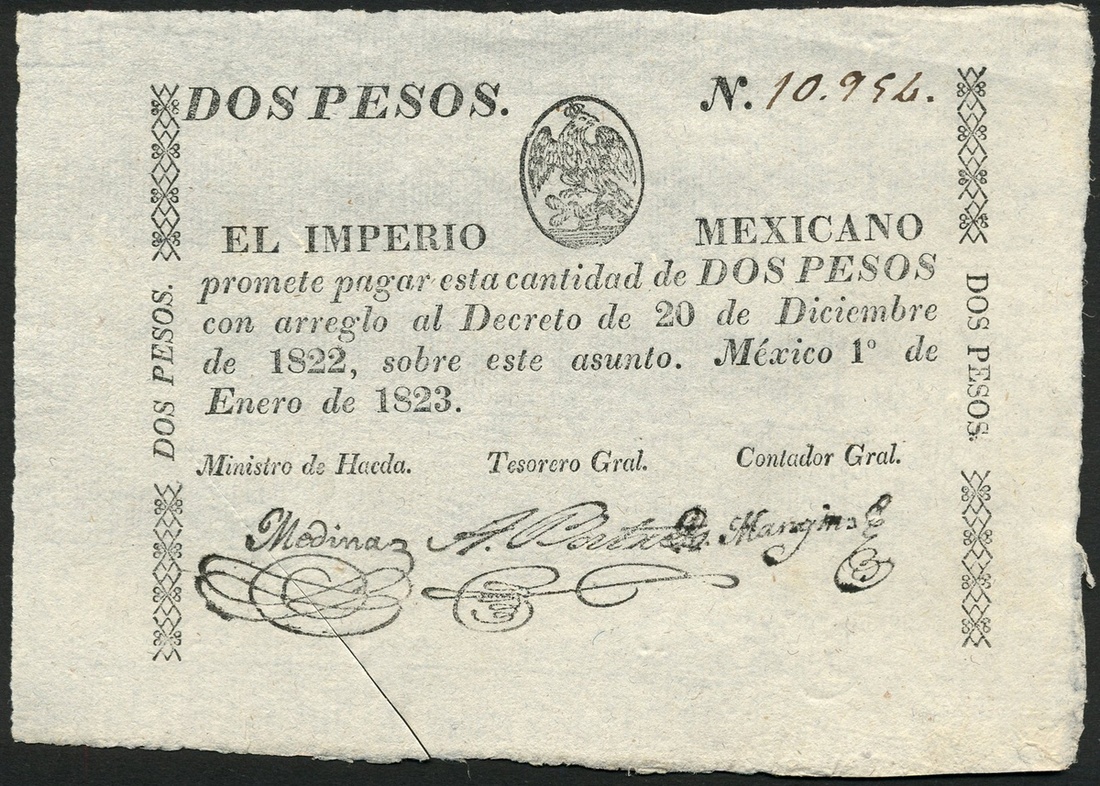 DOS PESOS.
N. 10.954.
EL IMPERIO MEXICANO
promete pagar esta cantidad de DOS PESOS
con arreglo al Decreto de 20 de Diciembre
de 1822, sobre este asunto. México 1º de
Enero de 1823.
Ministro de Hacda. Tesorero Gral. Contador Gral.
Medina A. Batres Mangino
DOS PESOS.
DOS PESOS.